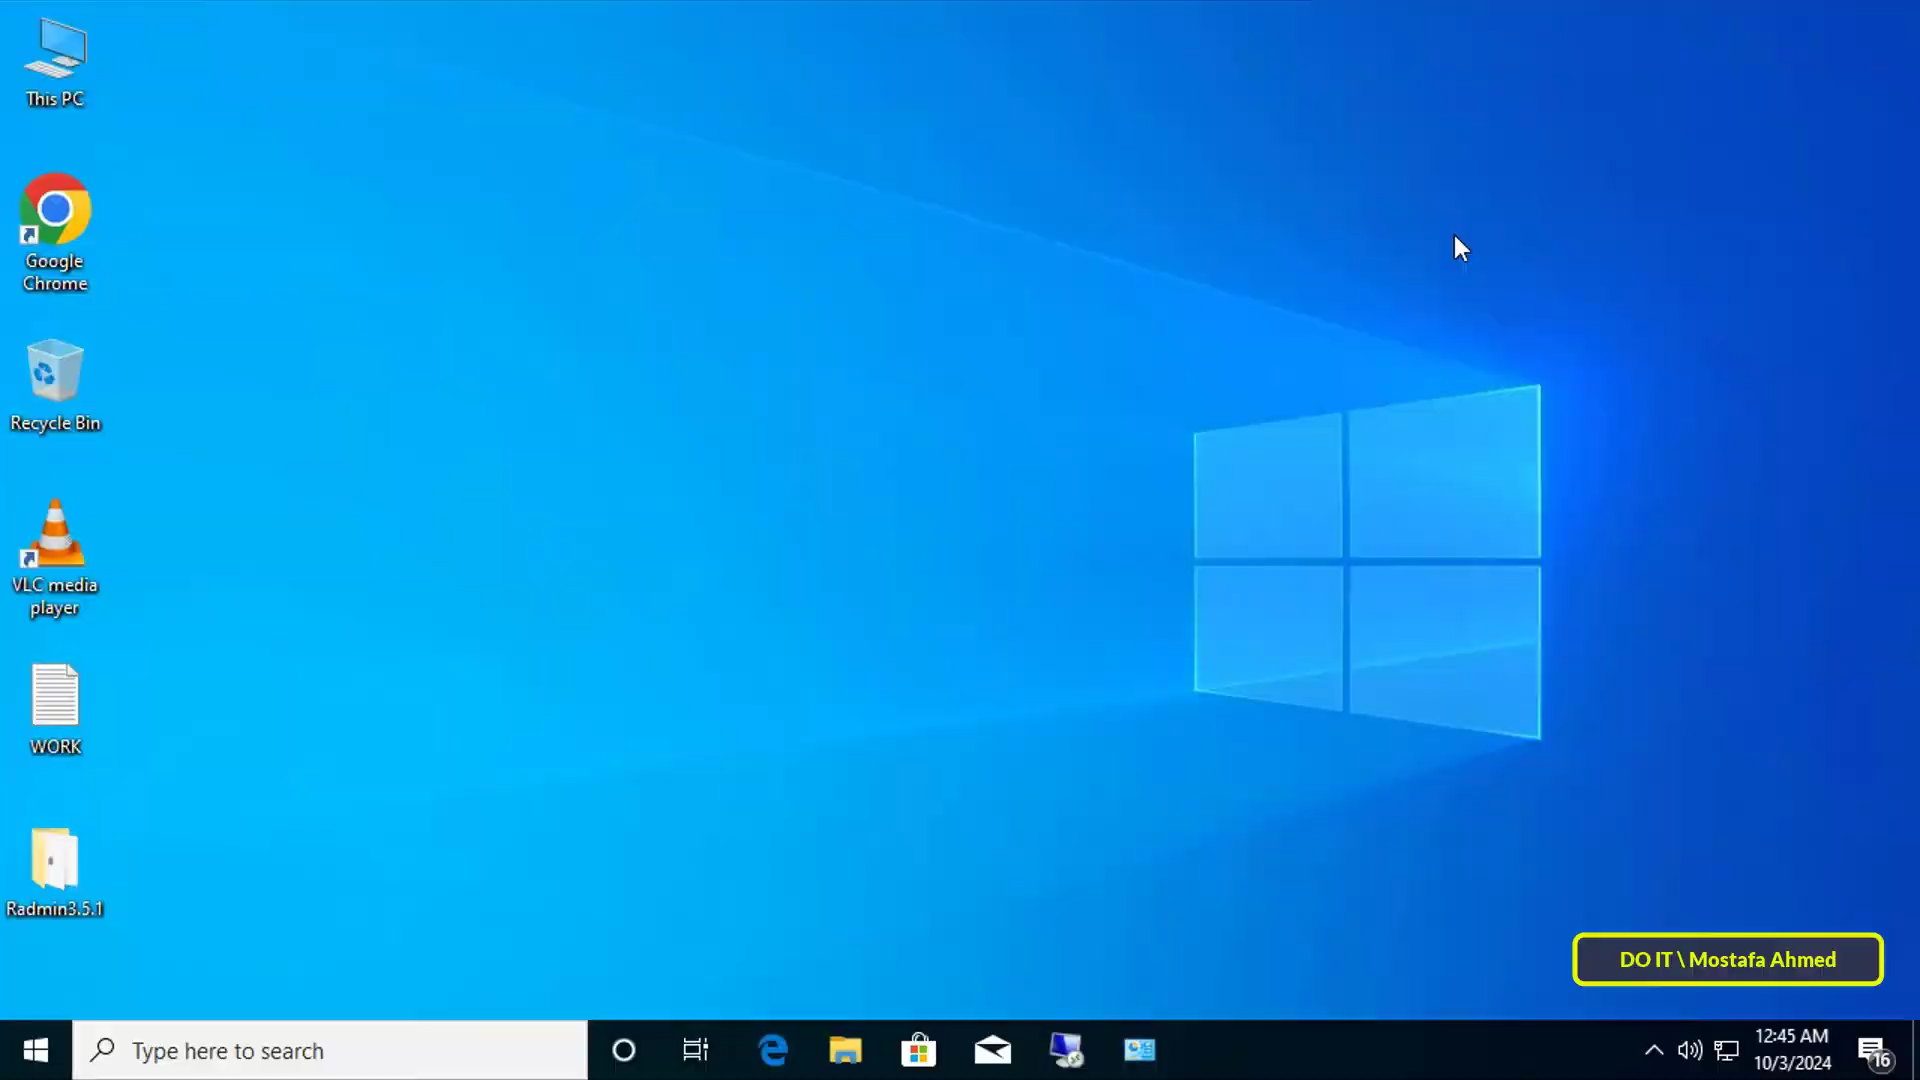 This PC
Google
Chrome
Recycle Bin
VLC media
player
WORK
Radmin3.5.1
DO IT \ Mostafa Ahmed
Type here to search
12:45 AM
10/3/2024
16